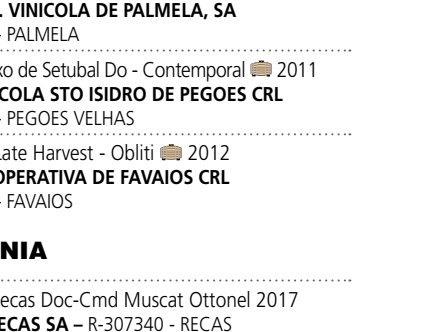 . VINICOLA DE PALMELA, SA
- PALMELA
xo de Setubal Do - Contemporal 2011
COLA STO ISIDRO DE PEGOES CRL
- PEGOES VELHAS
Late Harvest - Obliti 2012
OPERATIVA DE FAVAIOS CRL
- FAVAIOS
NIA
ecas Doc-Cmd Muscat Ottonel 2017
ECAS SA – R-307340 - RECAS